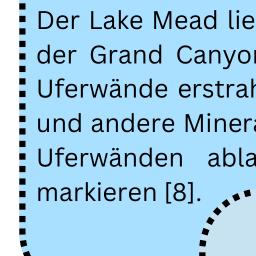 Der Lake Mead lie
der Grand Canyon
Uferwände erstrah
und andere Minera
Uferwänden abla
markieren [8].